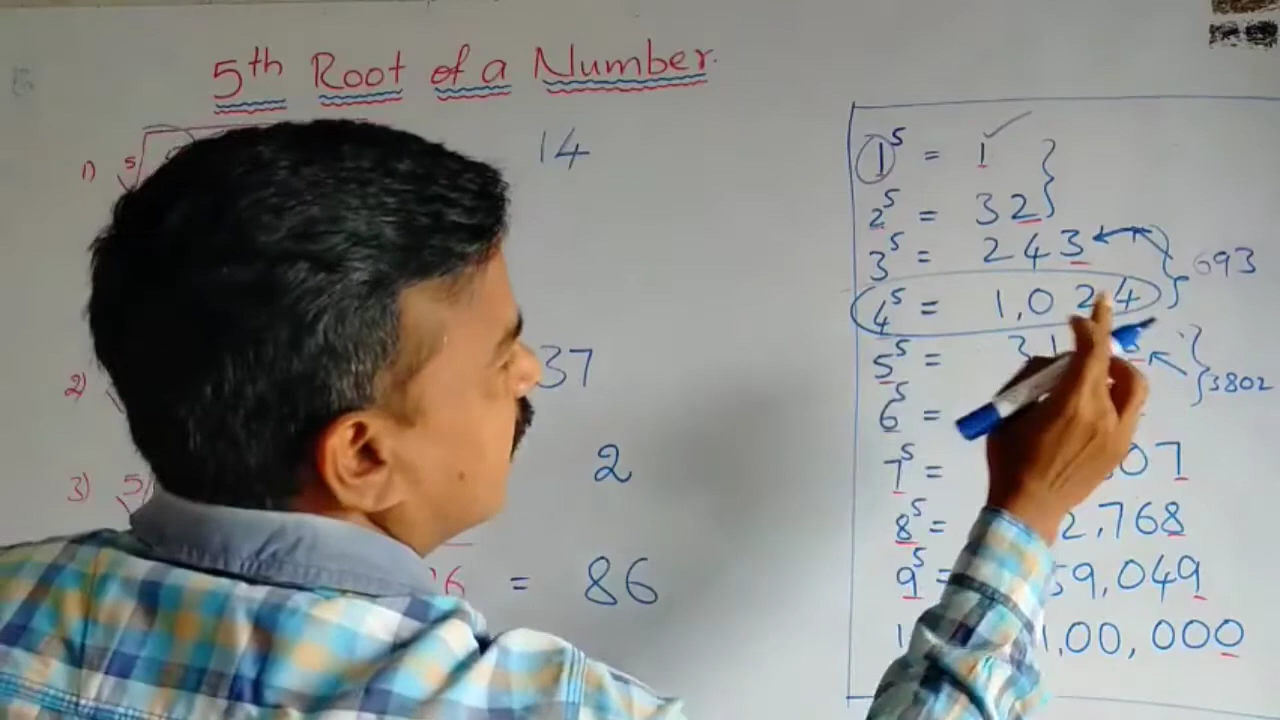 5th Root of a Number.
1) 5√ 14
2) 37
3) 5√ 2
6 = 86
1⁵ = 1
2⁵ = 32
3⁵ = 243
693
4⁵ = 1,024
5⁵ = 31
3802
6⁵ =
7⁵ = 07
8⁵ = 2,768
9⁵ = 59,049
1 1,00,000